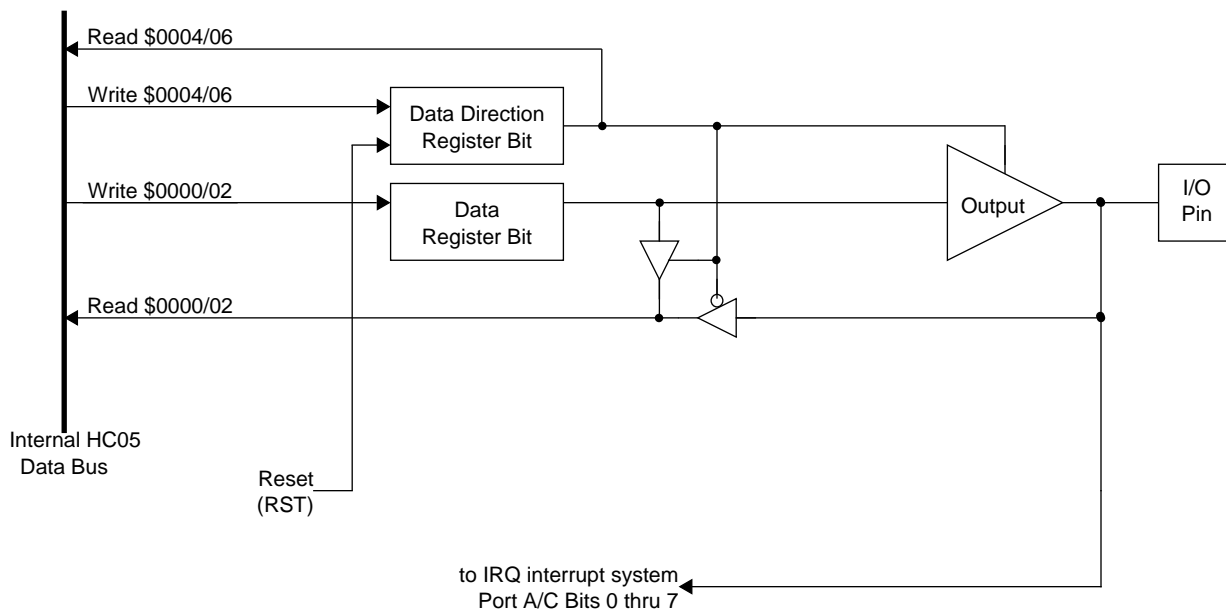 Read $0004/06
Write $0004/06
Data Direction
Register Bit
Write $0000/02
Data
Register Bit
Output
I/O
Pin
Read $0000/02
Internal HC05
Data Bus
Reset
(RST)
to IRQ interrupt system
Port A/C Bits 0 thru 7